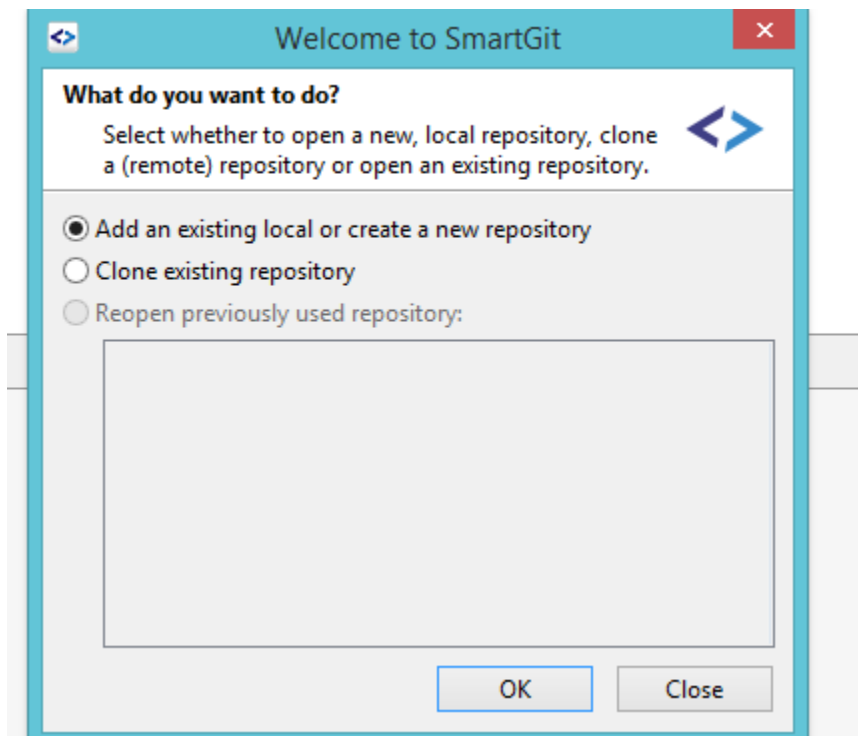 Welcome to SmartGit
What do you want to do?
Select whether to open a new, local repository, clone
a (remote) repository or open an existing repository.
Add an existing local or create a new repository
Clone existing repository
Reopen previously used repository:
OK
Close